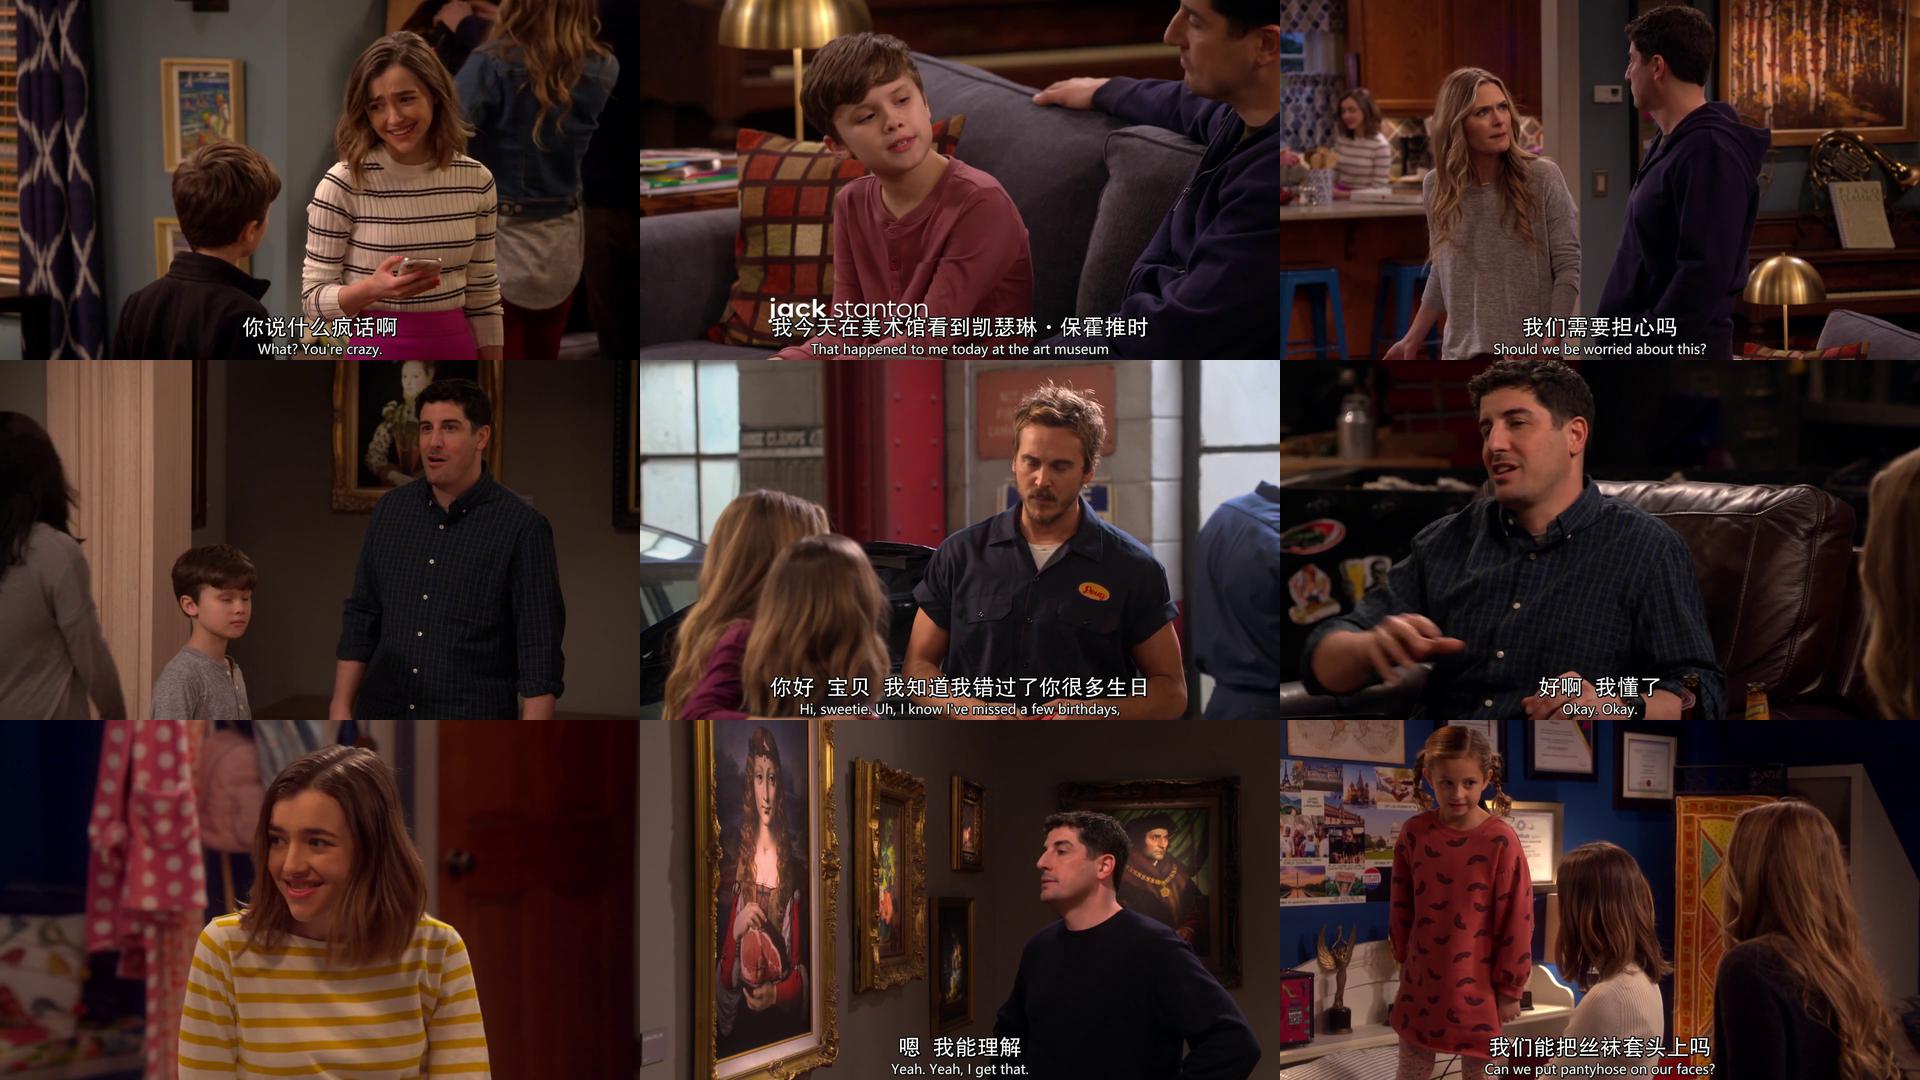 你说什么疯话啊
What? You're crazy.
jack stanton
我今天在美术馆看到凯瑟琳·保霍推时
That happened to me today at the art museum
PIANO
CLASSICS
我们需要担心吗
Should we be worried about this?
Doug
你好 宝贝 我知道我错过了你很多生日
Hi, sweetie. Uh, I know I've missed a few birthdays,
好啊 我懂了
Okay. Okay.
嗯 我能理解
Yeah. Yeah, I get that.
我们能把丝袜套头上吗
Can we put pantyhose on our faces?